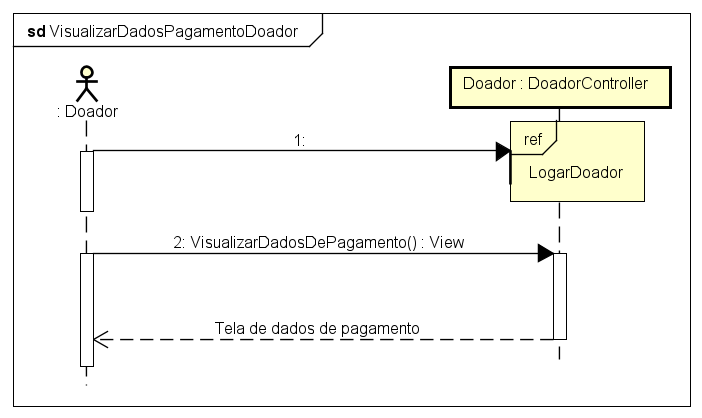 sd VisualizarDadosPagamentoDoador
: Doador
Doador : DoadorController
1:
ref
LogarDoador
2: VisualizarDadosDePagamento() : View
Tela de dados de pagamento